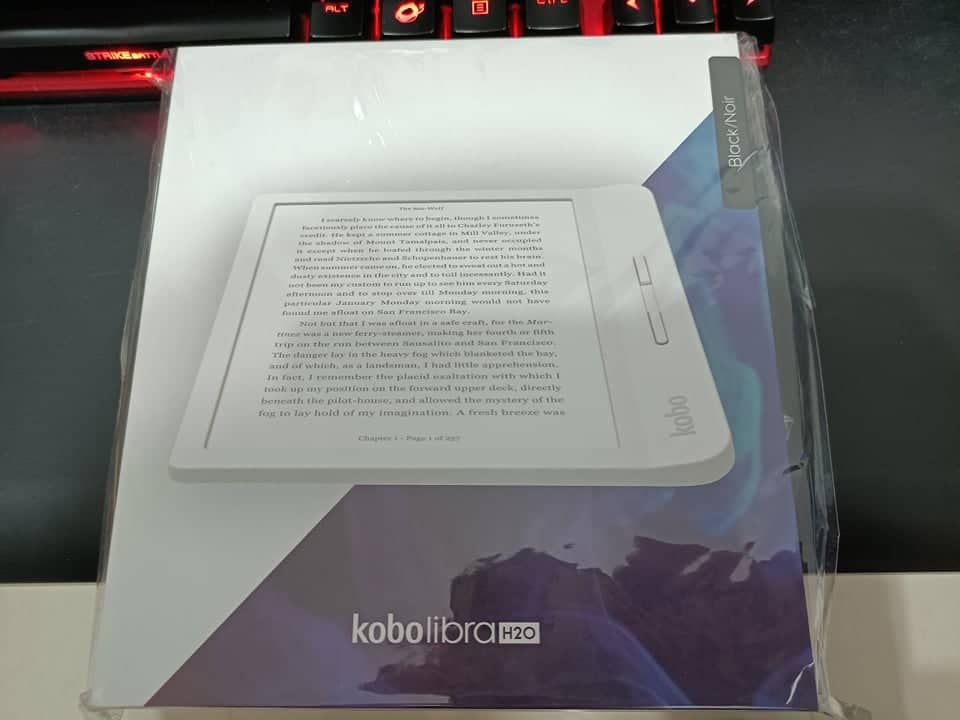 ALT
STRIKE
Black/Noir
The Sea-Wolf
I scarcely know where to begin, though I sometimes
facetiously place the cause of it all to Charley Furuseth's
credit. He kept a summer cottage in Mill Valley, under
the shadow of Mount Tamalpais, and never occupied
it except when he loafed through the winter months
and read Nietzsche and Schopenhauer to rest his brain.
When summer came on, he elected to sweat out a hot and
dusty existence in the city and to toil incessantly. Had it
not been my custom to run up to see him every Saturday
afternoon and to stop over till Monday morning, this
particular January Monday morning would not have
found me afloat on San Francisco Bay.
Not but that I was afloat in a safe craft, for the Mar-
tinez was a new ferry-steamer, making her fourth or fifth
trip on the run between Sausalito and San Francisco.
The danger lay in the heavy fog which blanketed the bay,
and of which, as a landsman, I had little apprehension.
In fact, I remember the placid exaltation with which I
took up my position on the forward upper deck, directly
beneath the pilot-house, and allowed the mystery of the
fog to lay hold of my imagination. A fresh breeze was
Chapter 1 - Page 1 of 297
kobo
kobo libra H2O